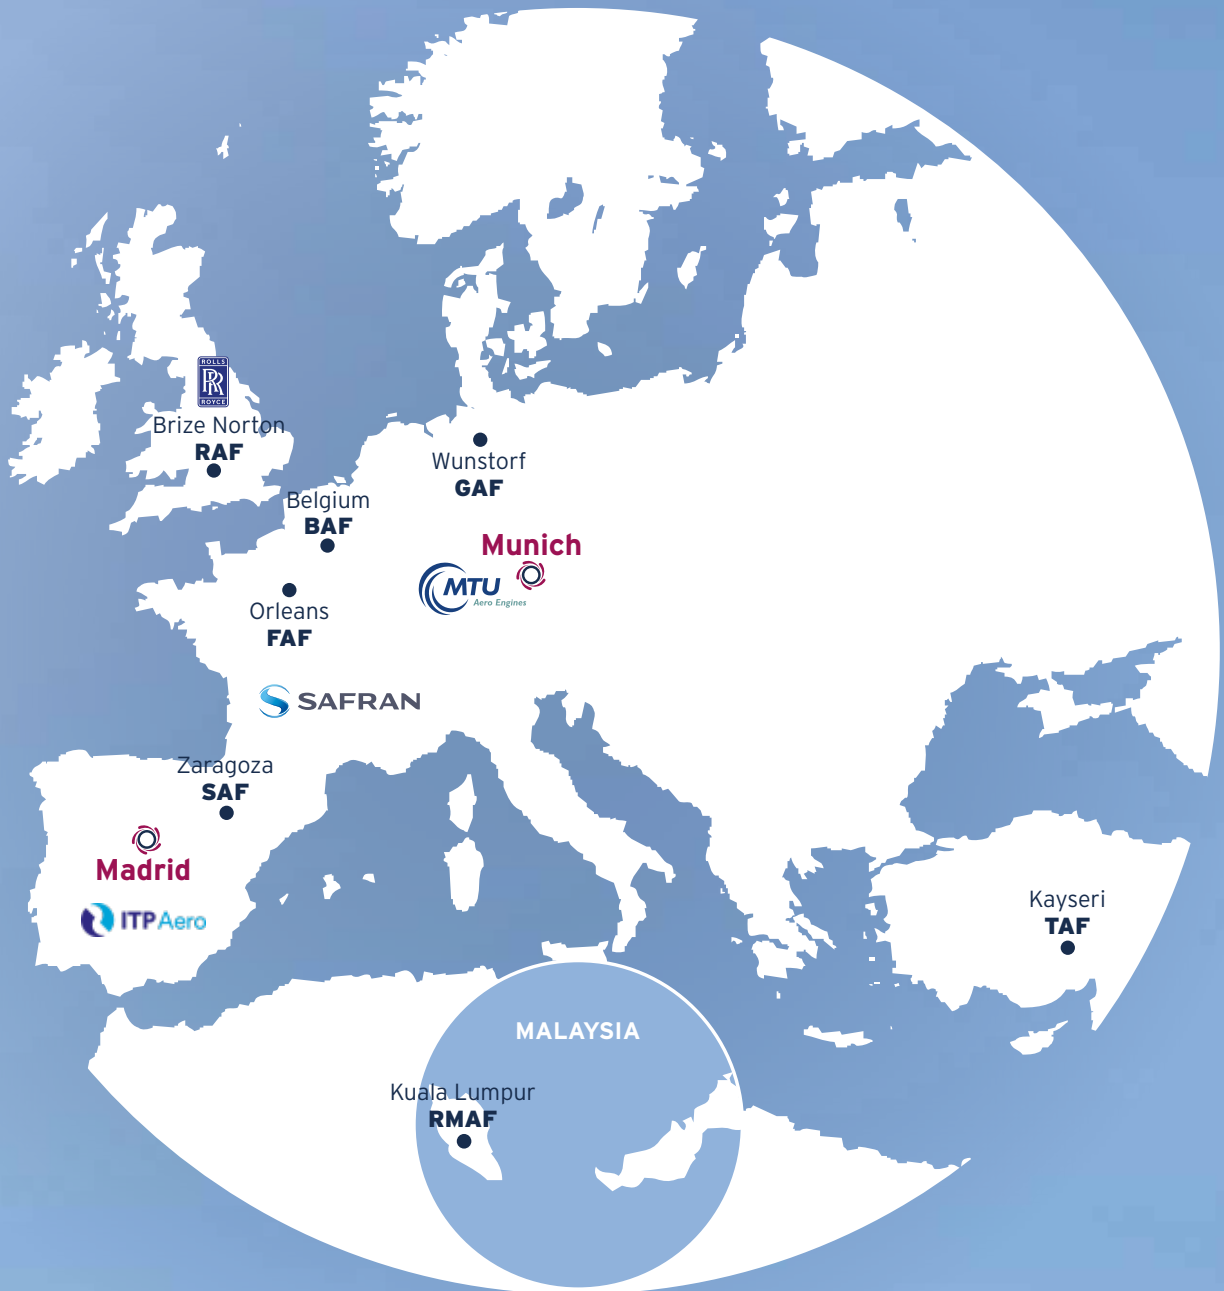 ROLLS
RR
ROYCE
Brize Norton
RAF
Wunstorf
GAF
Belgium
BAF
Munich
MTU
Aero Engines
Orleans
FAF
SAFRAN
Zaragoza
SAF
Madrid
ITP Aero
Kayseri
TAF
MALAYSIA
Kuala Lumpur
RMAF